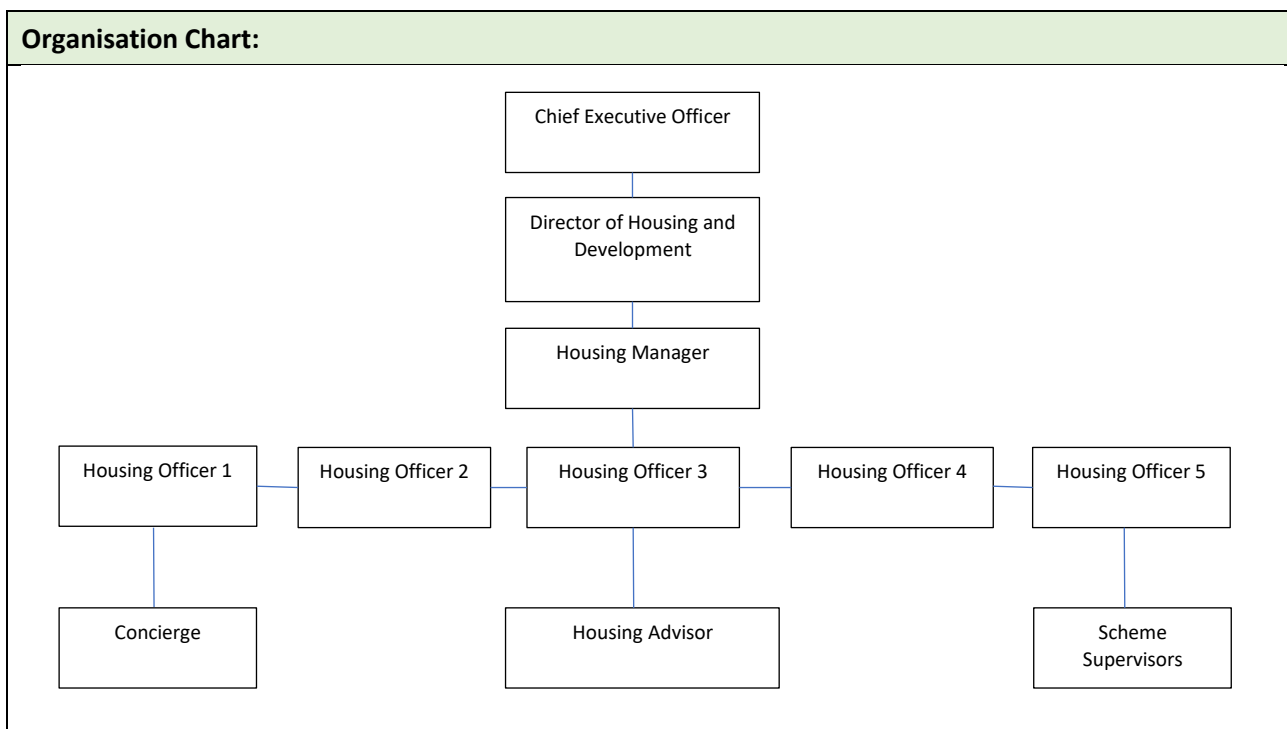 Organisation Chart:
Chief Executive Officer
Director of Housing and
Development
Housing Manager
Housing Officer 1
Housing Officer 2
Housing Officer 3
Housing Officer 4
Housing Officer 5
Concierge
Housing Advisor
Scheme
Supervisors